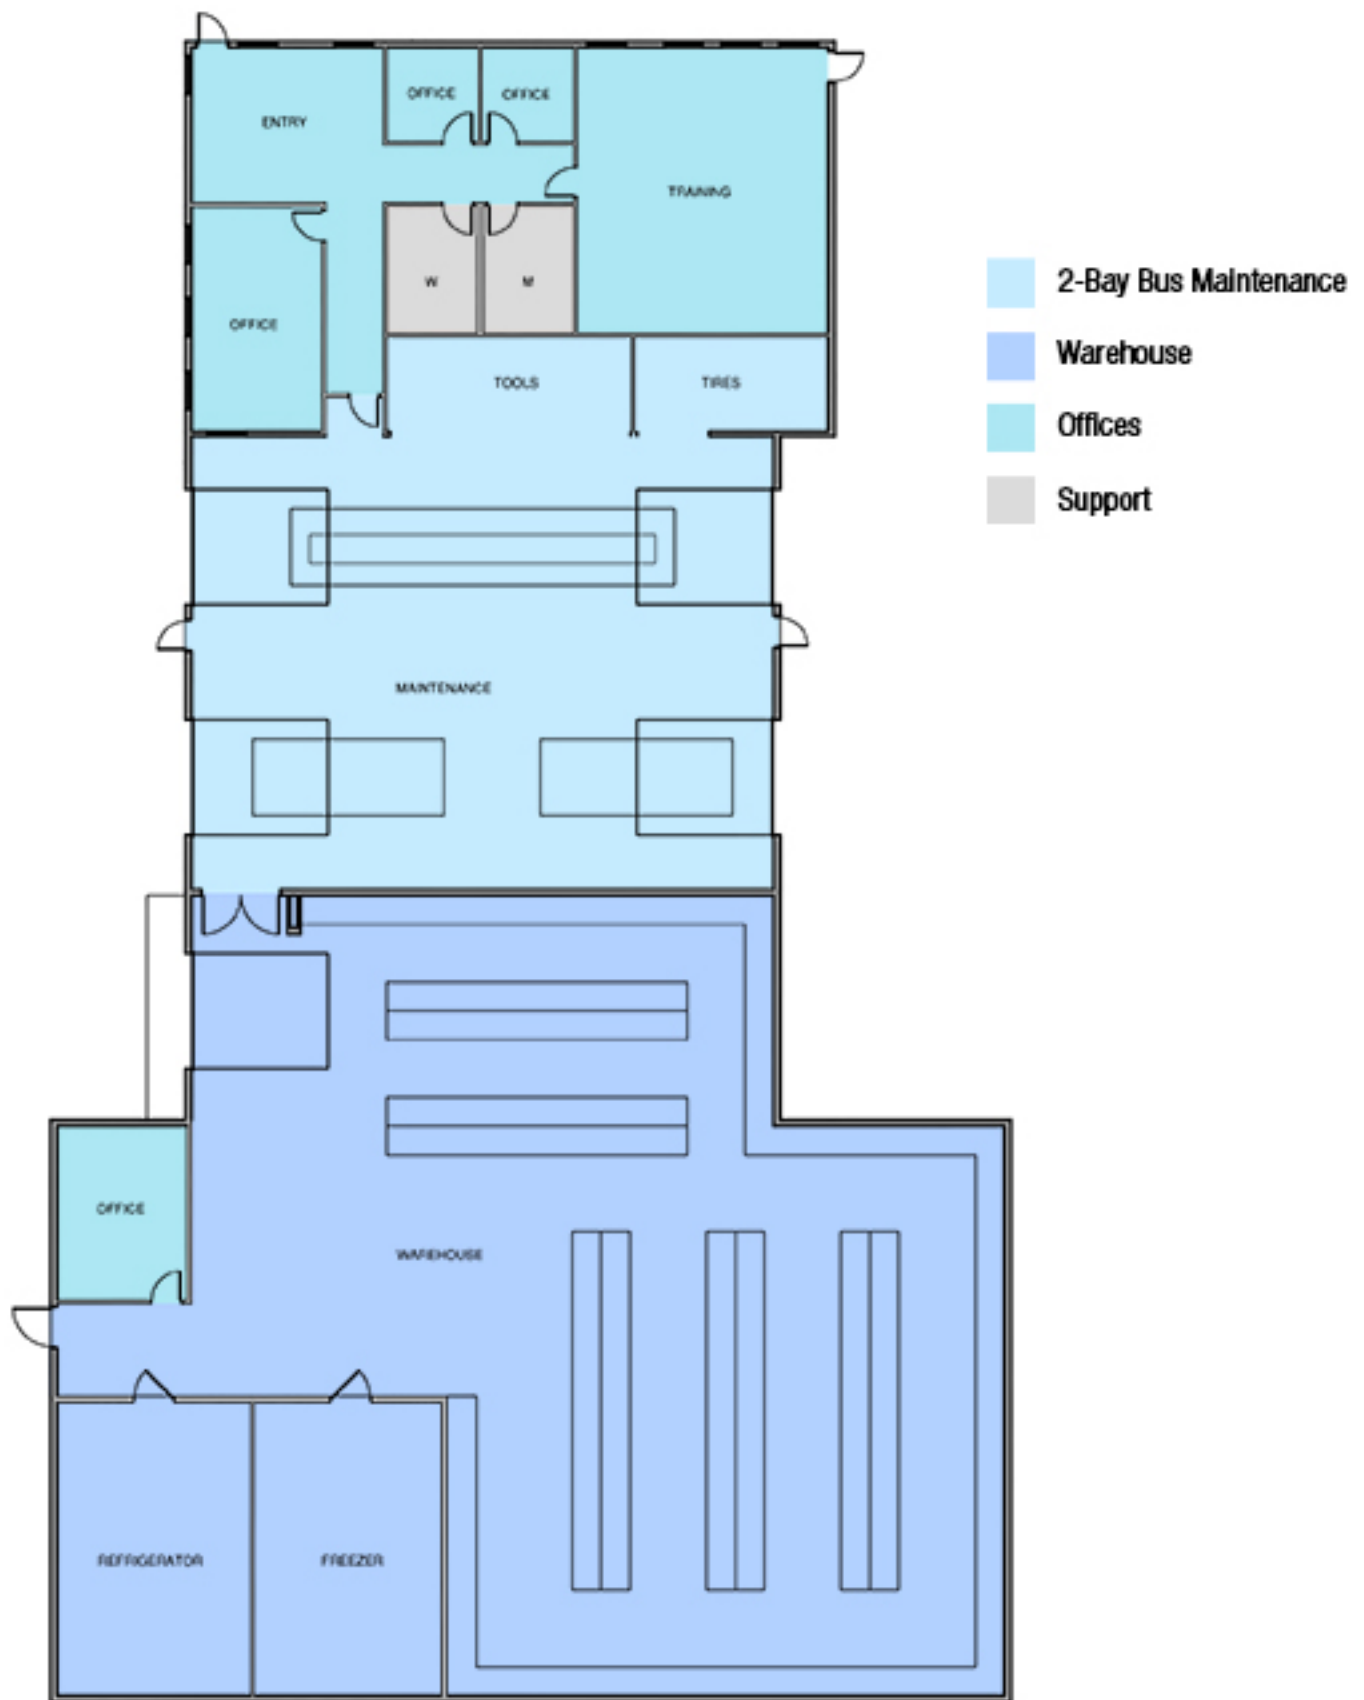 OFFICE
OFFICE
ENTRY
TRAINING
W
M
OFFICE
TOOLS
TIRES
MAINTENANCE
OFFICE
WAREHOUSE
REFRIGERATOR
FREEZER
2-Bay Bus Maintenance
Warehouse
Offices
Support